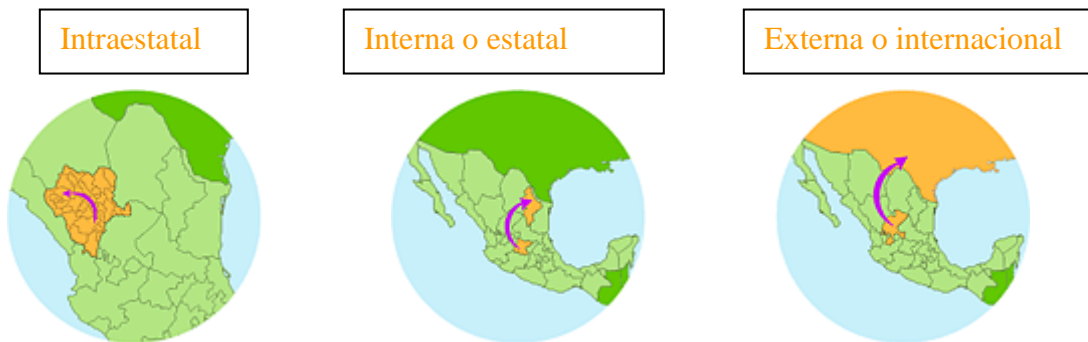 Intraestatal
Interna o estatal
Externa o internacional